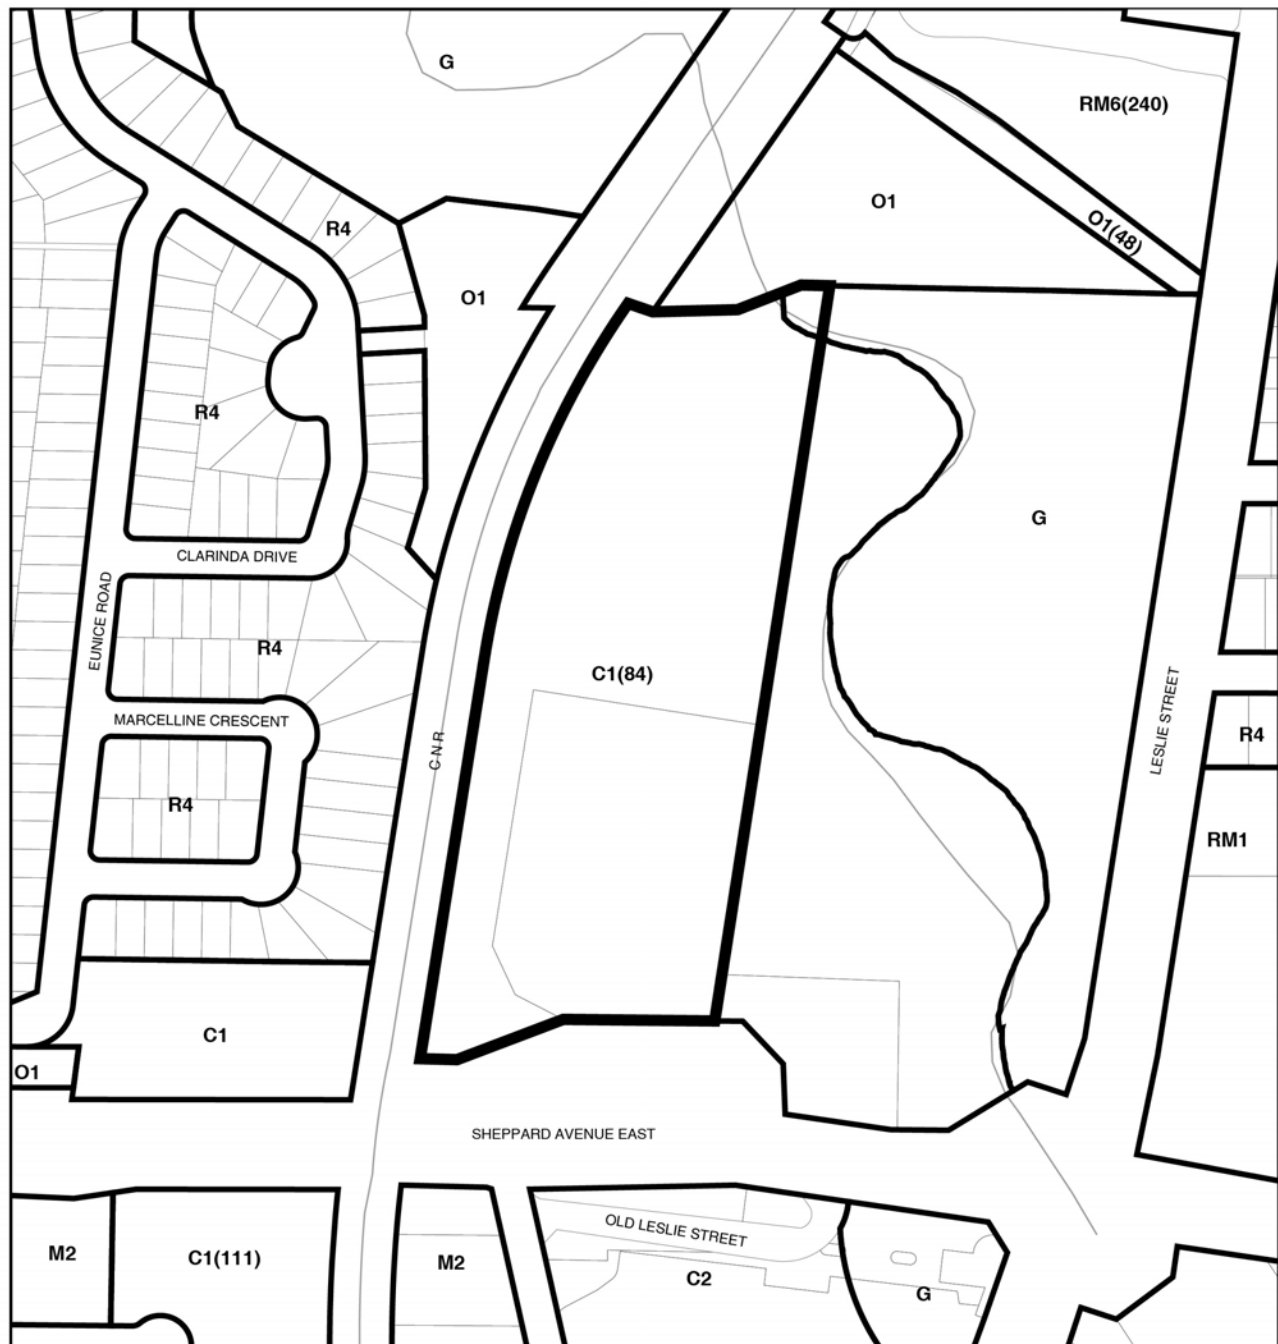 G
RM6(240)
O1
O1(48)
R4
O1
R4
G
CLARINDA DRIVE
EUNICE ROAD
R4
C1(84)
MARCELLINE CRESCENT
LESLIE STREET
C N R
R4
R4
RM1
C1
O1
SHEPPARD AVENUE EAST
OLD LESLIE STREET
M2
C1(111)
M2
C2
G